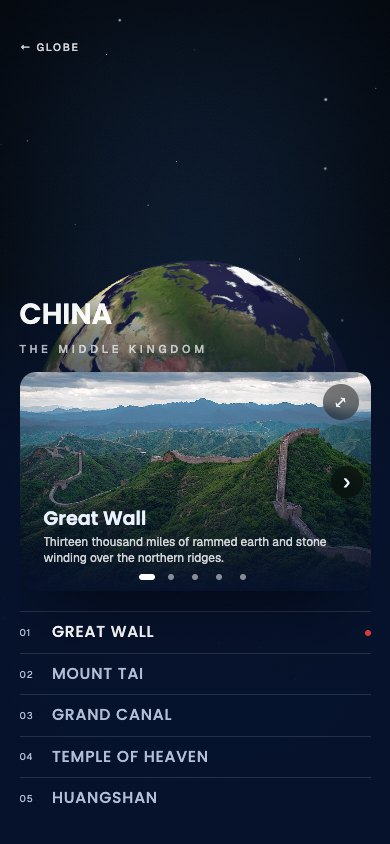 ← GLOBE
CHINA
THE MIDDLE KINGDOM
Great Wall
Thirteen thousand miles of rammed earth and stone
winding over the northern ridges.
01 GREAT WALL
02 MOUNT TAI
03 GRAND CANAL
04 TEMPLE OF HEAVEN
05 HUANGSHAN